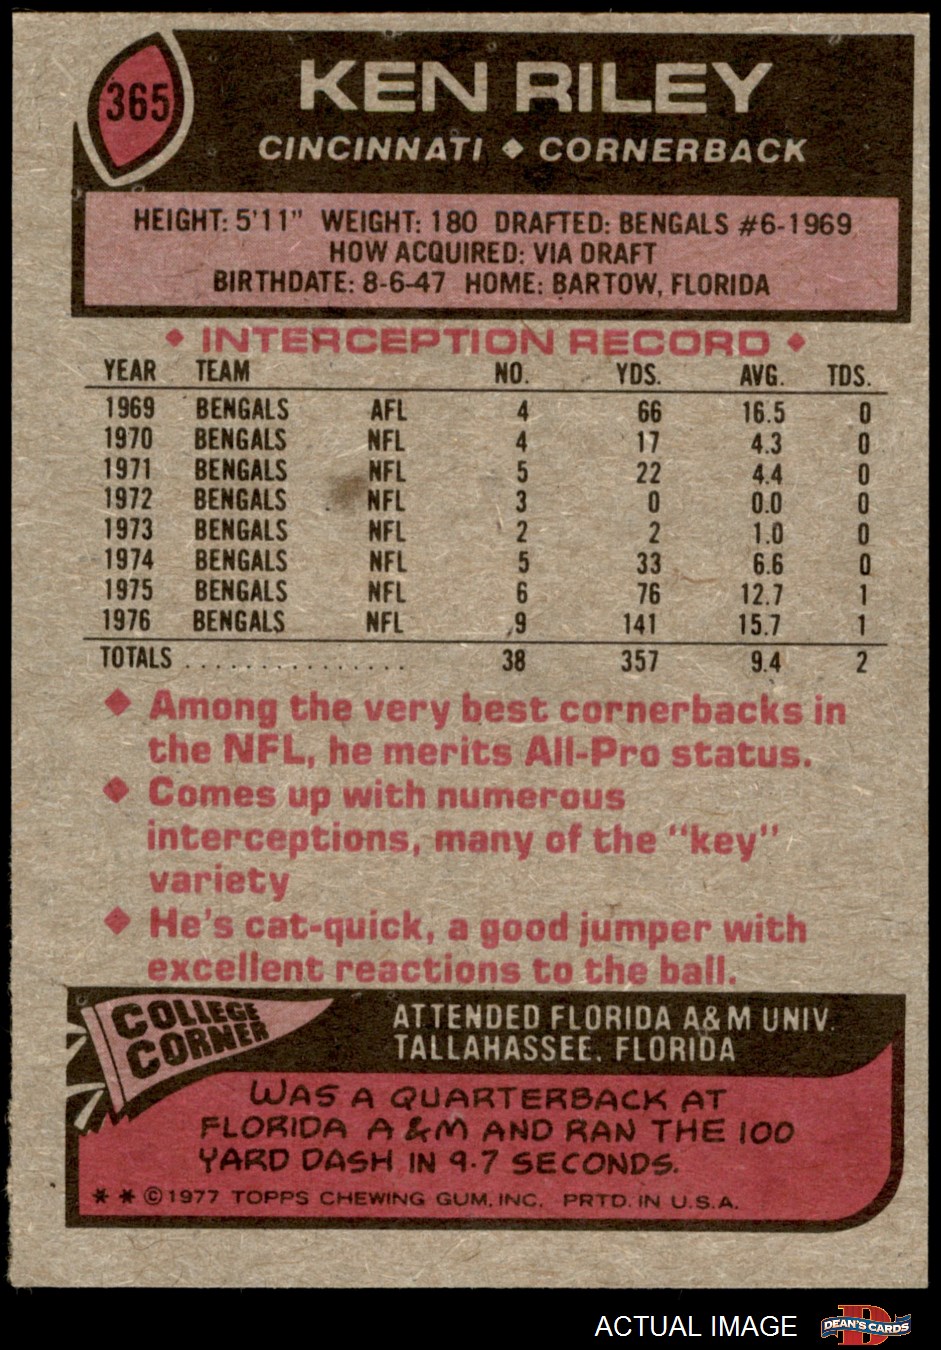 365
KEN RILEY
CINCINNATI ◆ CORNERBACK
HEIGHT: 5'11" WEIGHT: 180 DRAFTED: BENGALS #6-1969
HOW ACQUIRED: VIA DRAFT
BIRTHDATE: 8-6-47 HOME: BARTOW, FLORIDA
◆ INTERCEPTION RECORD ◆
YEAR TEAM NO. YDS. AVG. TDS.
1969 BENGALS AFL 4 66 16.5 0
1970 BENGALS NFL 4 17 4.3 0
1971 BENGALS NFL 5 22 4.4 0
1972 BENGALS NFL 3 0 0.0 0
1973 BENGALS NFL 2 2 1.0 0
1974 BENGALS NFL 5 33 6.6 0
1975 BENGALS NFL 6 76 12.7 1
1976 BENGALS NFL 9 141 15.7 1
TOTALS ................ 38 357 9.4 2
◆ Among the very best cornerbacks in
the NFL, he merits All-Pro status.
◆ Comes up with numerous
interceptions, many of the "key"
variety
◆ He's cat-quick, a good jumper with
excellent reactions to the ball.
COLLEGE
CORNER
ATTENDED FLORIDA A&M UNIV.
TALLAHASSEE, FLORIDA
WAS A QUARTERBACK AT
FLORIDA A & M AND RAN THE 100
YARD DASH IN 9.7 SECONDS.
** © 1977 TOPPS CHEWING GUM, INC. PRTD. IN U.S.A.
ACTUAL IMAGE
D
DEAN'S CARDS